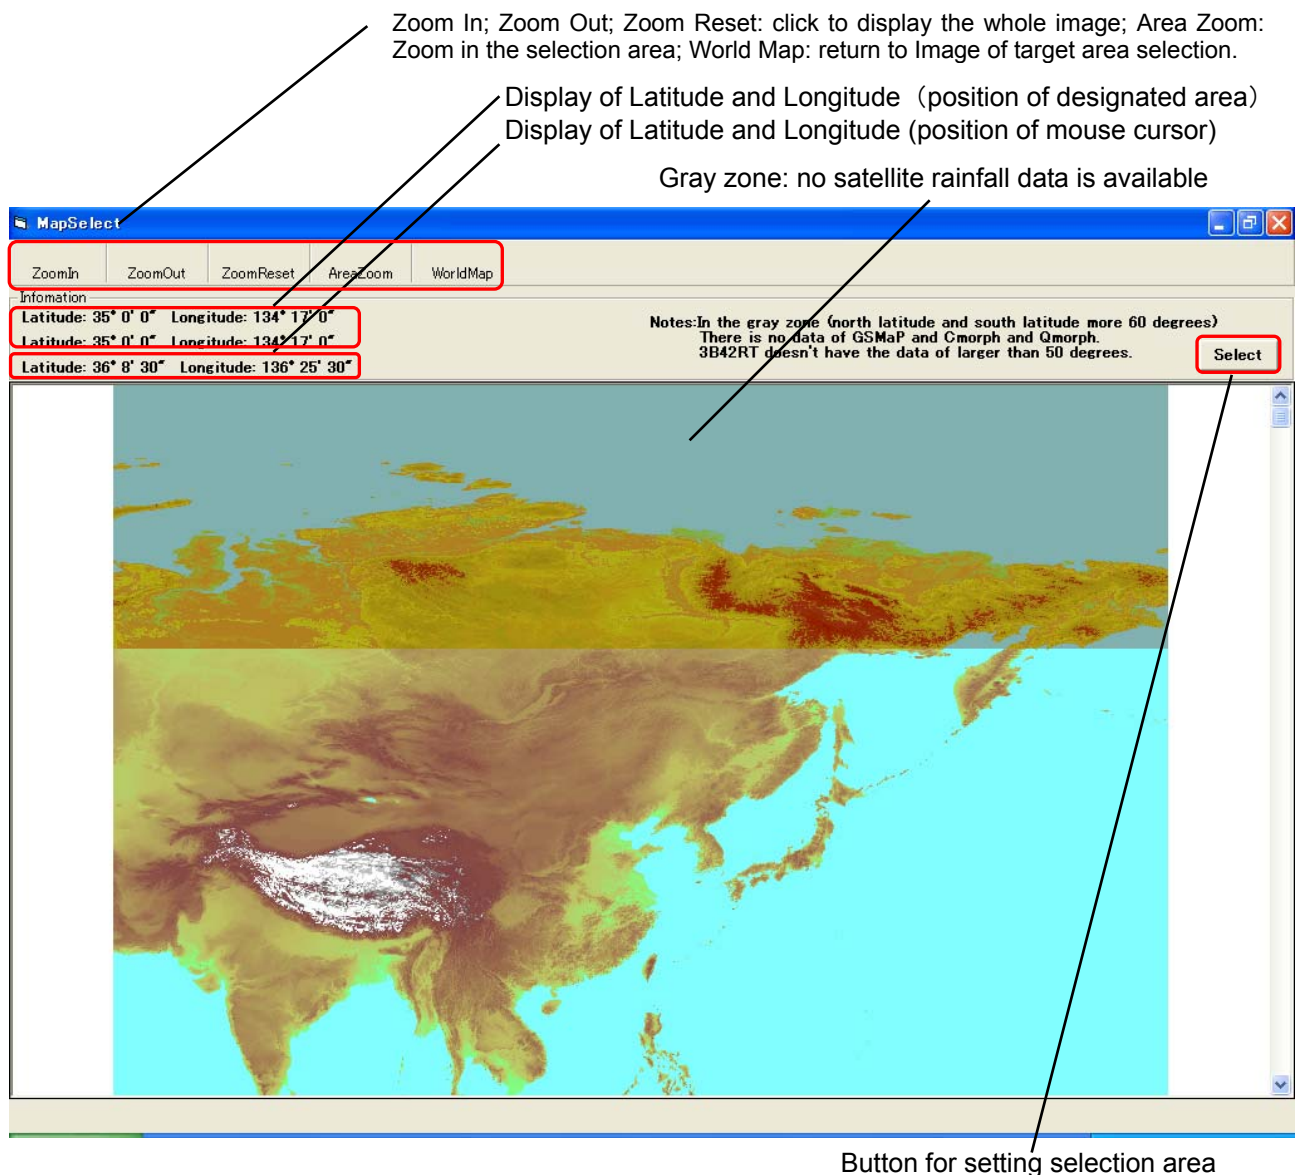 Zoom In; Zoom Out; Zoom Reset: click to display the whole image; Area Zoom:
Zoom in the selection area; World Map: return to Image of target area selection.
Display of Latitude and Longitude（position of designated area）
Display of Latitude and Longitude (position of mouse cursor)
Gray zone: no satellite rainfall data is available
MapSelect
ZoomIn ZoomOut ZoomReset AreaZoom WorldMap
Infomation
Latitude: 35° 0' 0" Longitude: 134° 17' 0"
Latitude: 35° 0' 0" Longitude: 134° 17' 0"
Latitude: 36° 8' 30" Longitude: 136° 25' 30"
Notes:In the gray zone (north latitude and south latitude more 60 degrees)
There is no data of GSMaP and Cmorph and Qmorph.
3B42RT doesn't have the data of larger than 50 degrees.
Select
Button for setting selection area